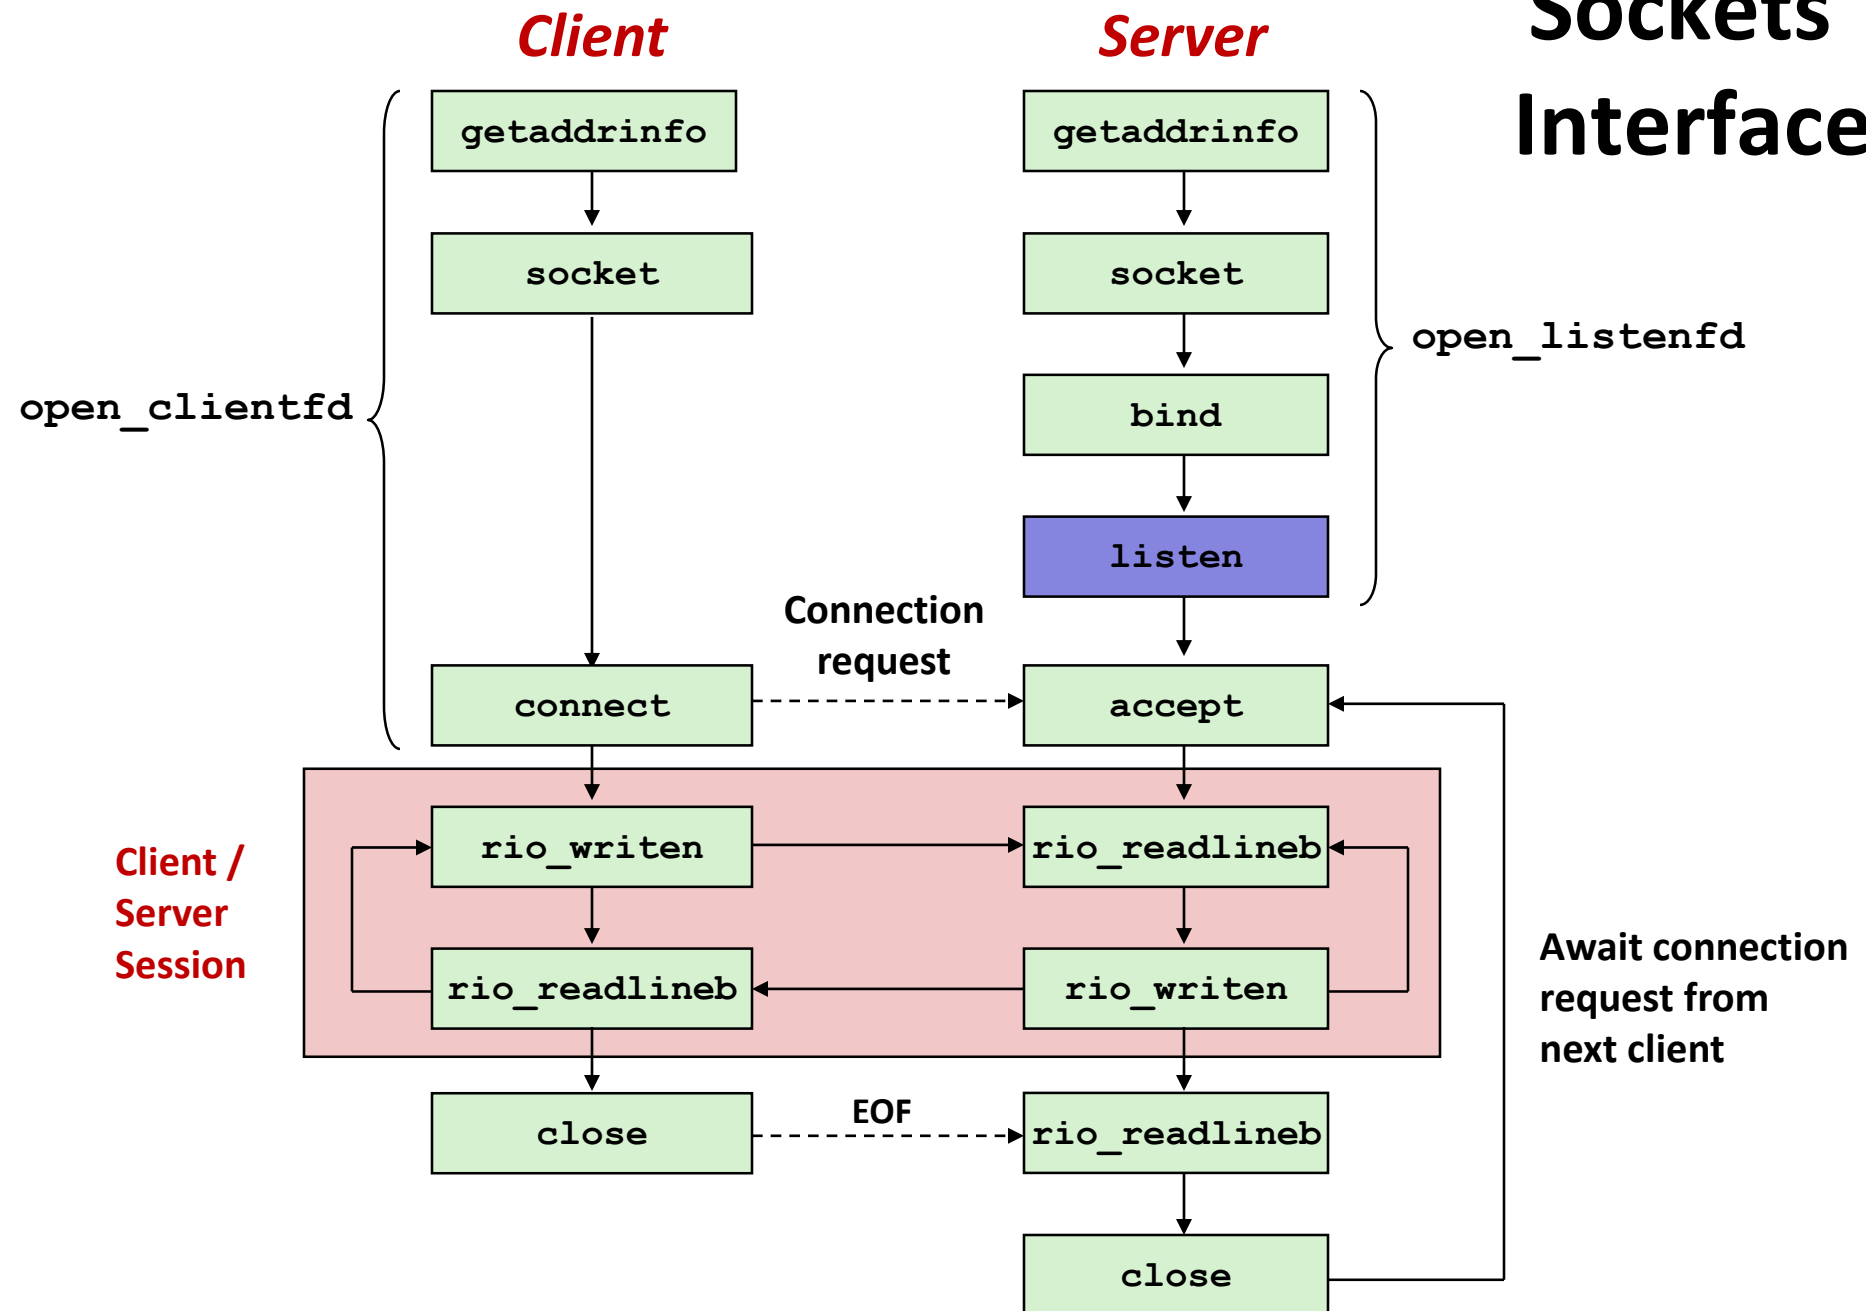 Client
Server
Sockets
Interface
getaddrinfo
getaddrinfo
socket
socket
open_listenfd
open_clientfd
bind
listen
Connection
request
connect
accept
Client /
Server
Session
rio_writen
rio_readlineb
rio_readlineb
rio_writen
Await connection
request from
next client
close
EOF
rio_readlineb
close